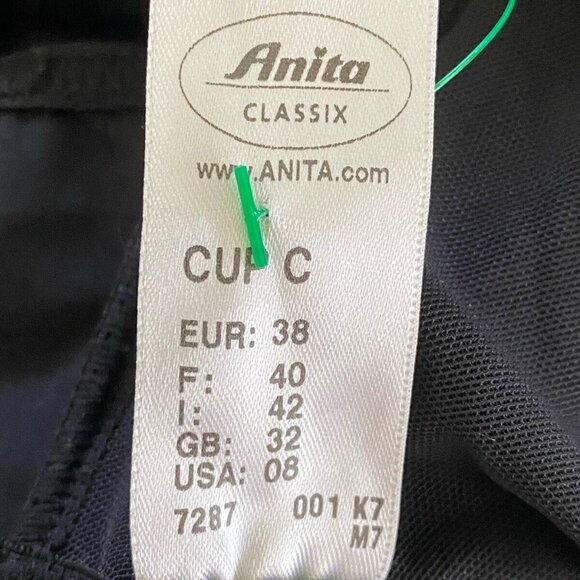 Anita
CLASSIX
www.ANITA.com
CUP C
EUR: 38
F: 40
I: 42
GB: 32
USA: 08
7287 001 K7
M7